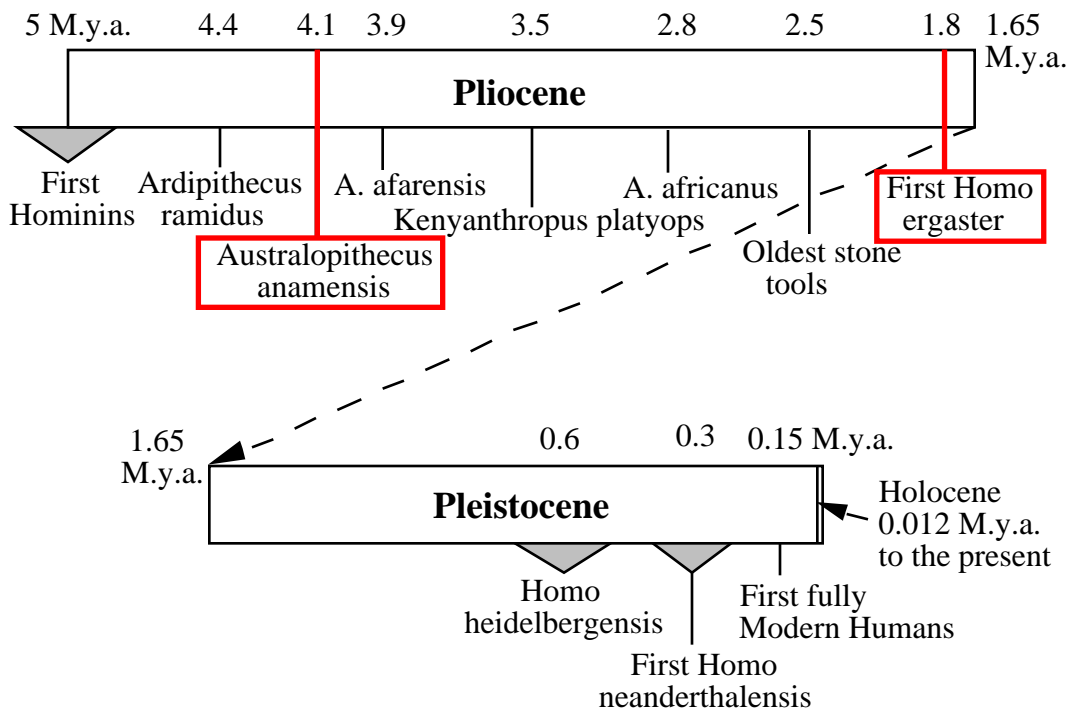 5 M.y.a.
4.4
4.1
3.9
3.5
2.8
2.5
1.8
1.65
M.y.a.
Pliocene
First
Hominins
Ardipithecus
ramidus
Australopithecus
anamensis
A. afarensis
Kenyanthropus platyops
A. africanus
Oldest stone
tools
First Homo
ergaster
1.65
M.y.a.
0.6
0.3
0.15 M.y.a.
Pleistocene
Holocene
0.012 M.y.a.
to the present
Homo
heidelbergensis
First Homo
neanderthalensis
First fully
Modern Humans